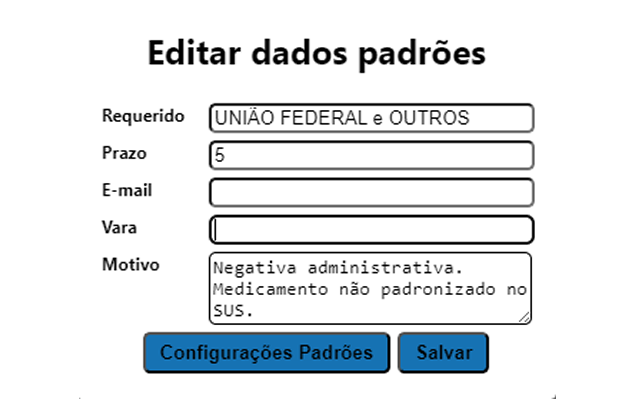 Editar dados padrões
Requerido UNIÃO FEDERAL e OUTROS
Prazo 5
E-mail
Vara
Motivo Negativa administrativa.
Medicamento não padronizado no
SUS.
Configurações Padrões Salvar